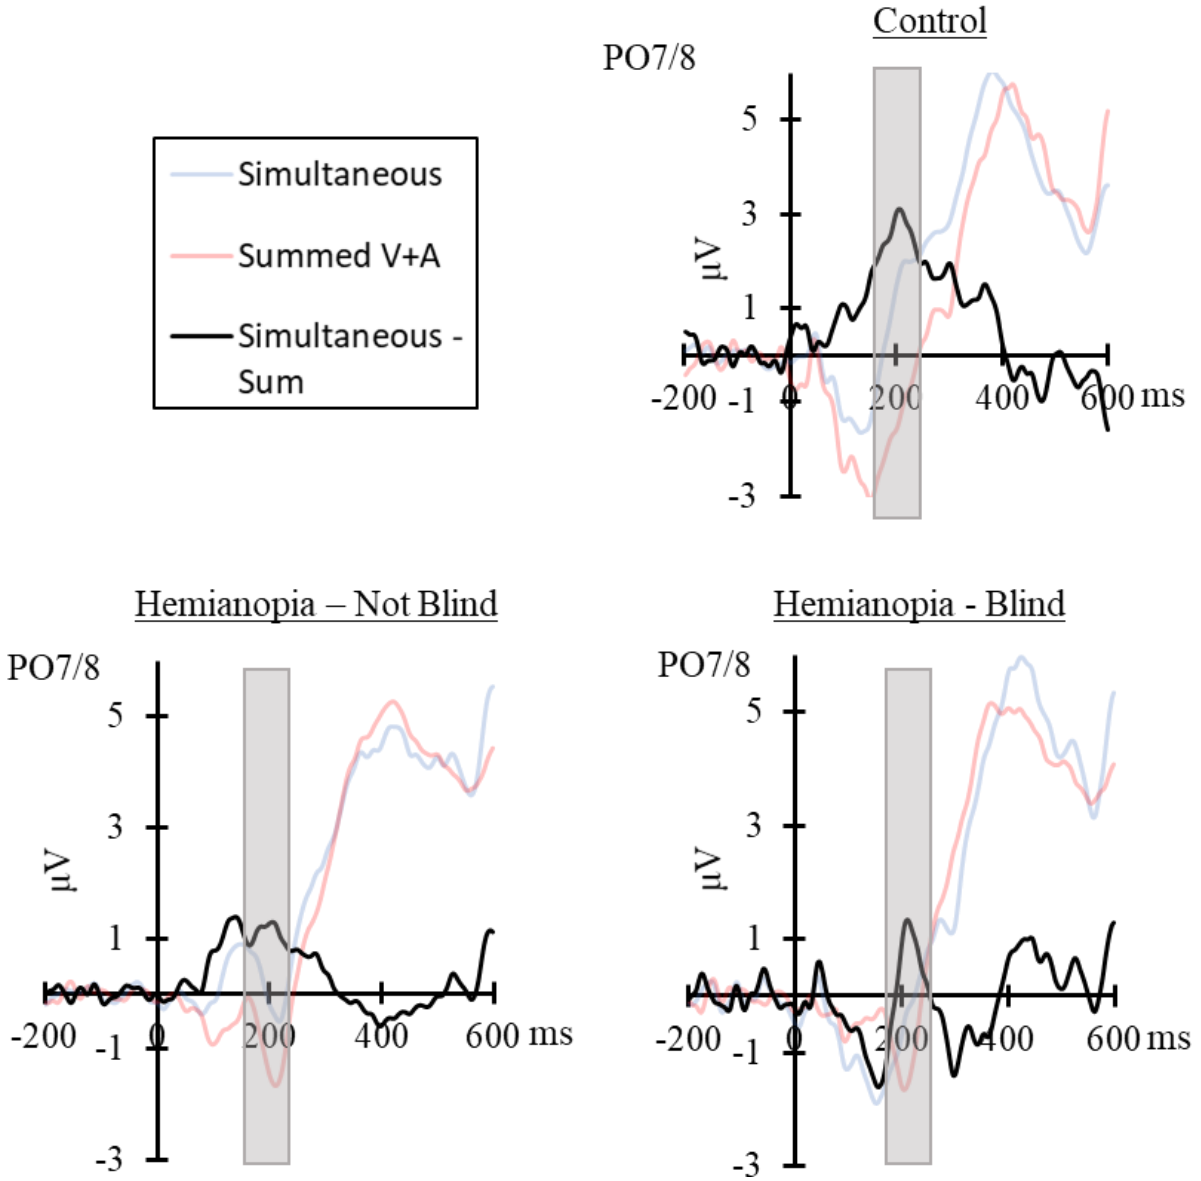 Control
PO7/8
Simultaneous
Summed V+A
Simultaneous -
Sum
5
3
1
-1
-3
µV
-200 0 200 400 600 ms
Hemianopia – Not Blind
PO7/8
5
3
1
-1
-3
µV
-200 0 200 400 600 ms
Hemianopia - Blind
PO7/8
5
3
1
-1
-3
µV
-200 0 200 400 600 ms